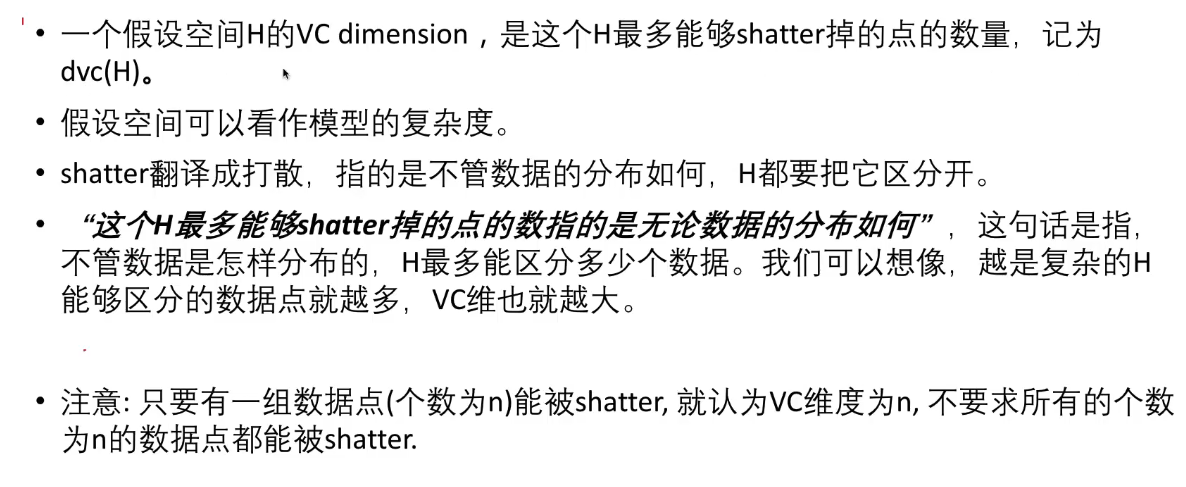 • 一个假设空间H的VC dimension，是这个H最多能够shatter掉的点的数量，记为
dvc(H)。
• 假设空间可以看作模型的复杂度。
• shatter翻译成打散，指的是不管数据的分布如何，H都要把它区分开。
• “这个H最多能够shatter掉的点的数指的是无论数据的分布如何”，这句话是指，
不管数据是怎样分布的，H最多能区分多少个数据。我们可以想像，越是复杂的H
能够区分的数据点就越多，VC维也就越大。
• 注意: 只要有一组数据点(个数为n)能被shatter, 就认为VC维度为n, 不要求所有的个数
为n的数据点都能被shatter.